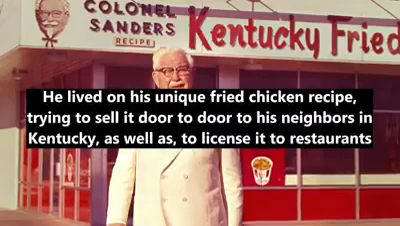 COLONEL
SANDERS
RECIPE
Kentucky Fried
He lived on his unique fried chicken recipe,
trying to sell it door to door to his neighbors in
Kentucky, as well as, to license it to restaurants